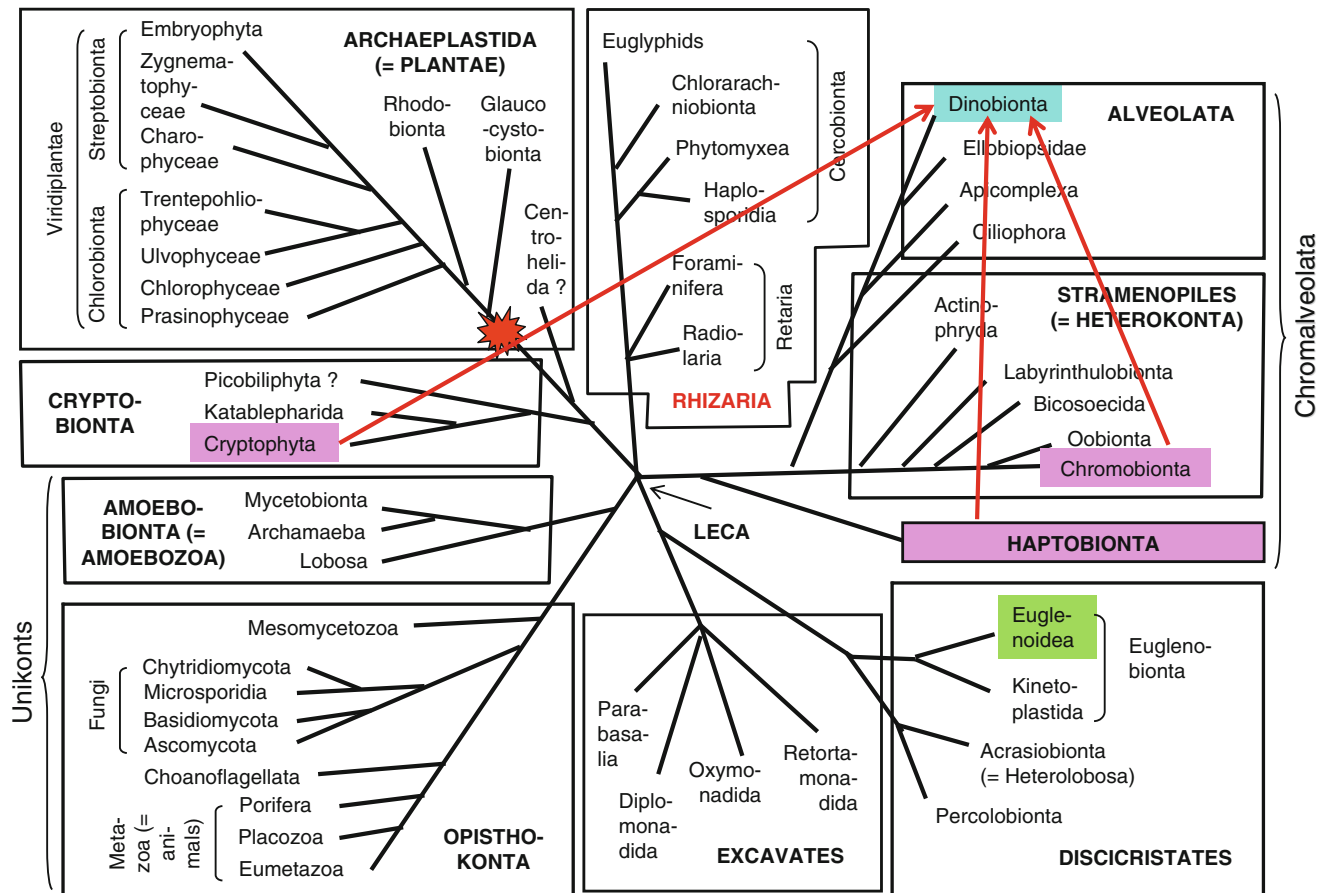 Embryophyta
Zygnema-
tophy-
ceae
Charo-
phyceae
Trentepohlio-
phyceae
Ulvophyceae
Chlorophyceae
Prasinophyceae
Viridiplantae
Streptobionta
Chlorobionta
ARCHAEPLASTIDA
(= PLANTAE)
Rhodo-
bionta
Glauco
-cysto-
bionta
Cen-
tro-
heli-
da ?
Euglyphids
Chlorarach-
niobionta
Phytomyxea
Haplo-
sporidia
Cercobionta
Forami-
nifera
Radio-
laria
Retaria
RHIZARIA
Dinobionta
ALVEOLATA
Ellobiopsidae
Apicomplexa
Ciliophora
STRAMENOPILES
(= HETEROKONTA)
Actino-
phryda
Labyrinthulobionta
Bicosoecida
Oobionta
Chromobionta
HAPTOBIONTA
Chromalveolata
CRYPTO-
BIONTA
Picobiliphyta ?
Katablepharida
Cryptophyta
AMOEBO-
BIONTA (=
AMOEBOZOA)
Mycetobionta
Archamaeba
Lobosa
LECA
Unikonts
Mesomycetozoa
Fungi
Chytridiomycota
Microsporidia
Basidiomycota
Ascomycota
Choanoflagellata
Meta-
zoa (=
ani-
mals)
Porifera
Placozoa
Eumetazoa
OPISTHO-
KONTA
Para-
basa-
lia
Diplo-
mona-
dida
Oxymo-
nadida
Retorta-
mona-
dida
EXCAVATES
Eugle-
noidea
Kineto-
plastida
Eugleno-
bionta
Acrasiobionta
(= Heterolobosa)
Percolobionta
DISCICRISTATES